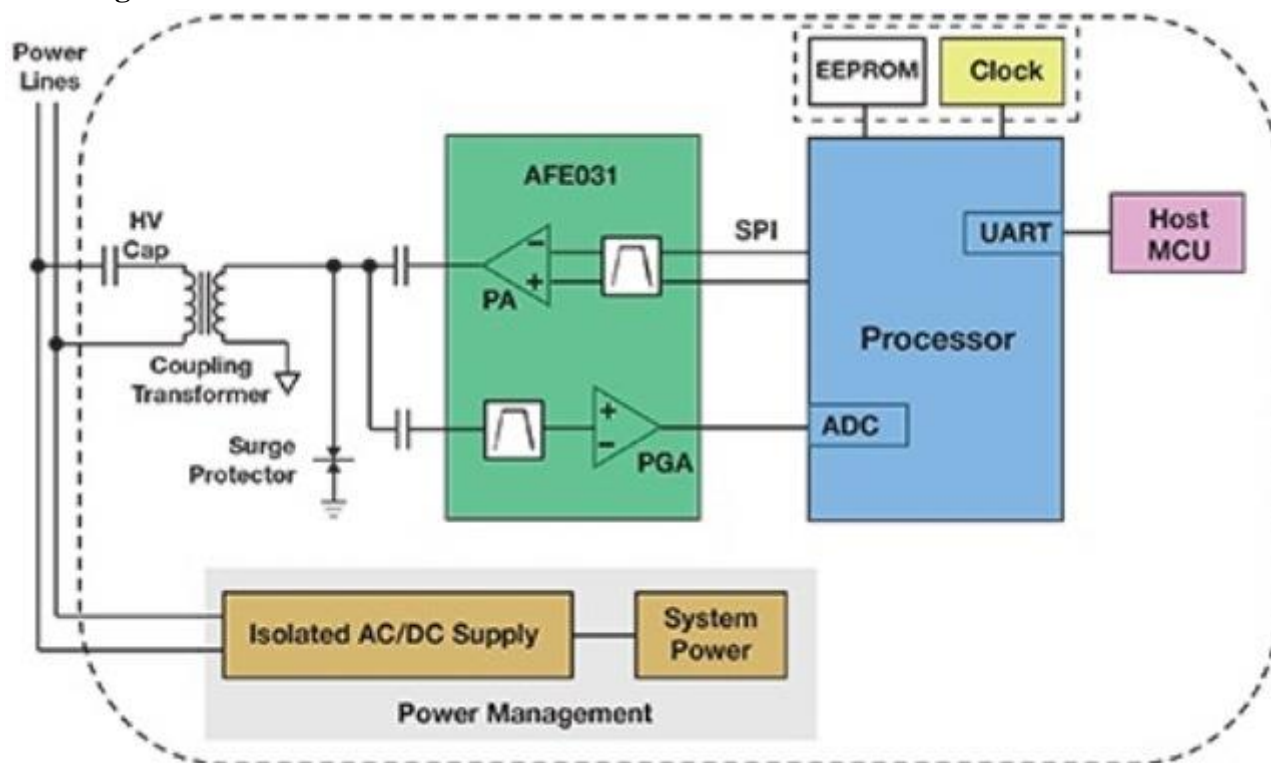 Power
Lines
EEPROM
Clock
AFE031
HV
Cap
SPI
UART
Host
MCU
PA
Processor
Coupling
Transformer
ADC
Surge
Protector
PGA
Isolated AC/DC Supply
System
Power
Power Management